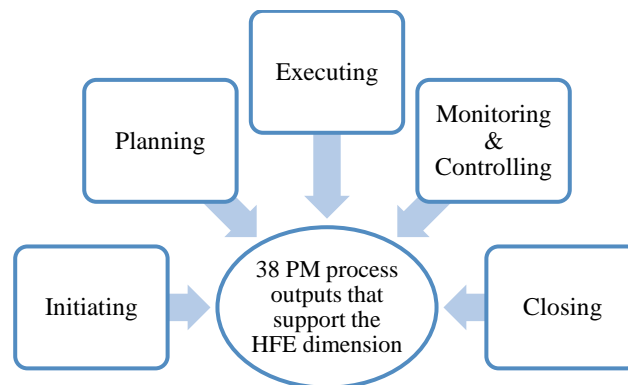 Executing
Planning
Monitoring
&
Controlling
Initiating
38 PM process
outputs that
support the
HFE dimension
Closing